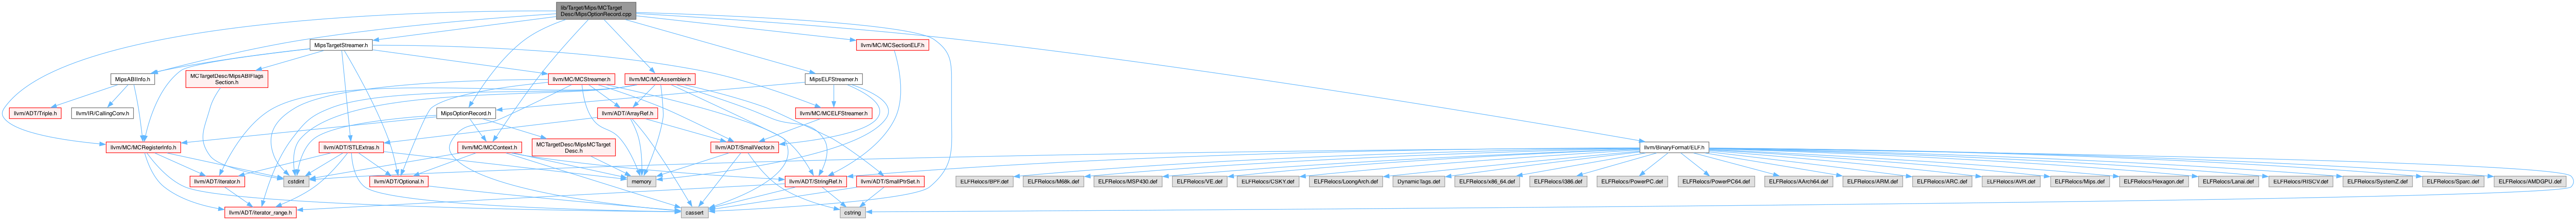 lib/Target/Mips/MCTarget
Desc/MipsOptionRecord.cpp
MipsTargetStreamer.h
llvm/MC/MCSectionELF.h
MipsABIInfo.h
MCTargetDesc/MipsABIFlags
Section.h
llvm/MC/MCStreamer.h
llvm/MC/MCAssembler.h
MipsELFStreamer.h
llvm/ADT/Triple.h
llvm/IR/CallingConv.h
MipsOptionRecord.h
llvm/ADT/ArrayRef.h
llvm/MC/MCELFStreamer.h
llvm/MC/MCRegisterInfo.h
llvm/ADT/STLExtras.h
llvm/MC/MCContext.h
MCTargetDesc/MipsMCTarget
Desc.h
llvm/ADT/SmallVector.h
llvm/BinaryFormat/ELF.h
llvm/ADT/iterator.h
cstdint
llvm/ADT/Optional.h
memory
llvm/ADT/StringRef.h
llvm/ADT/SmallPtrSet.h
ELFRelocs/BPF.def
ELFRelocs/M68k.def
ELFRelocs/MSP430.def
ELFRelocs/VE.def
ELFRelocs/CSKY.def
ELFRelocs/LoongArch.def
DynamicTags.def
ELFRelocs/x86_64.def
ELFRelocs/i386.def
ELFRelocs/PowerPC.def
ELFRelocs/PowerPC64.def
ELFRelocs/AArch64.def
ELFRelocs/ARM.def
ELFRelocs/ARC.def
ELFRelocs/AVR.def
ELFRelocs/Mips.def
ELFRelocs/Hexagon.def
ELFRelocs/Lanai.def
ELFRelocs/RISCV.def
ELFRelocs/SystemZ.def
ELFRelocs/Sparc.def
ELFRelocs/AMDGPU.def
llvm/ADT/iterator_range.h
cassert
cstring